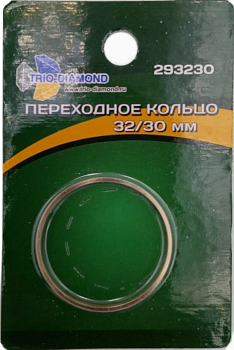 293230
TRIO-DIAMOND
www.trio-diamond.ru
ПЕРЕХОДНОЕ КОЛЬЦО
32/30 мм